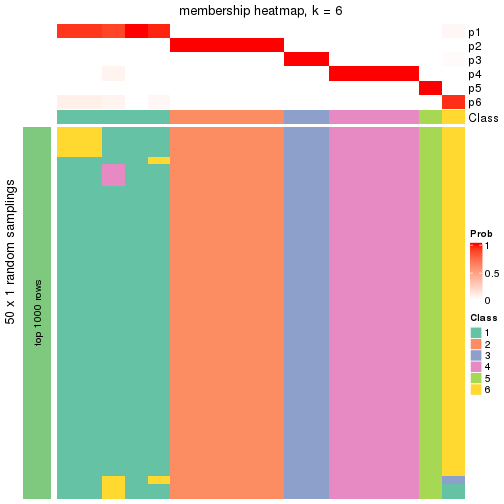 membership heatmap, k = 6
p1
p2
p3
p4
p5
p6
Class
50 x 1 random samplings
top 1000 rows
Prob
1
0.5
0
Class
1
2
3
4
5
6